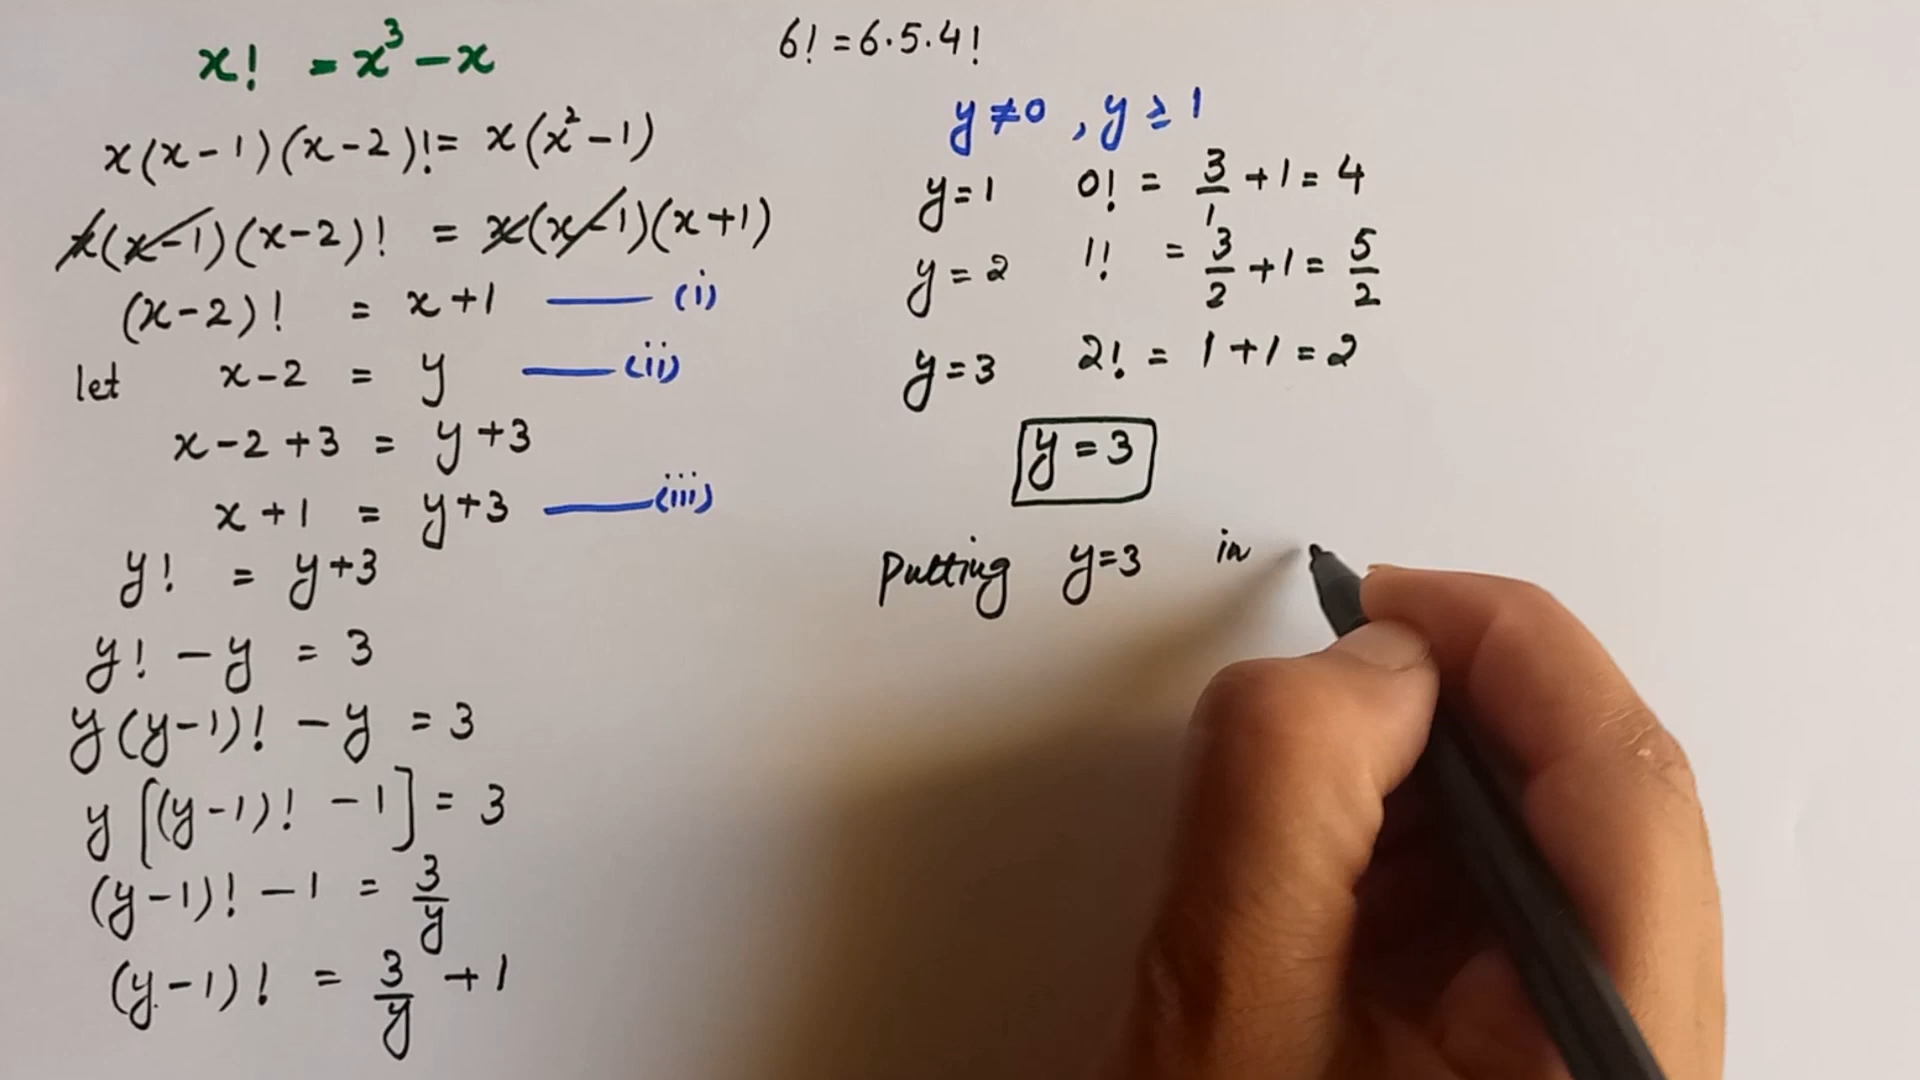 x! = x³ - x
x(x-1)(x-2)! = x(x²-1)
x(x-1)(x-2)! = x(x-1)(x+1)
(x-2)! = x+1 —— (i)
let x-2 = y —— (ii)
x-2+3 = y+3
x+1 = y+3 —— (iii)
y! = y+3
y! - y = 3
y(y-1)! - y = 3
y[(y-1)! - 1] = 3
(y-1)! - 1 = 3/y
(y-1)! = 3/y + 1
6! = 6·5·4!
y≠0, y≥1
y=1 0! = 3/1 + 1 = 4
y=2 1! = 3/2 + 1 = 5/2
y=3 2! = 1+1 = 2
y=3
Putting y=3 in